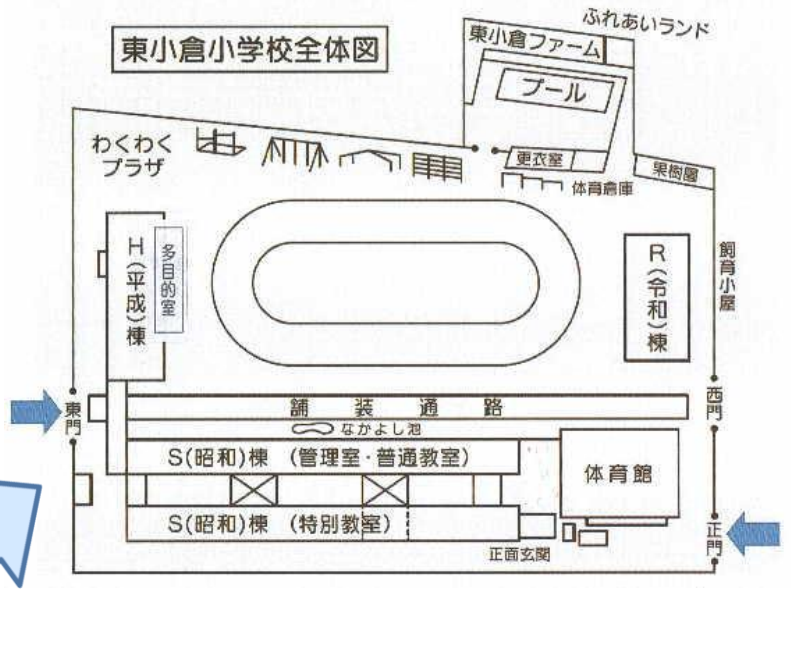 東小倉小学校全体図
ふれあいランド
東小倉ファーム
プール
わくわく
プラザ
更衣室
果樹園
体育倉庫
H(平成)棟
多目的室
R(令和)棟
飼育小屋
東門
舗装通路
西門
なかよし池
S(昭和)棟 (管理室・普通教室)
体育館
S(昭和)棟 (特別教室)
正面玄関
正門